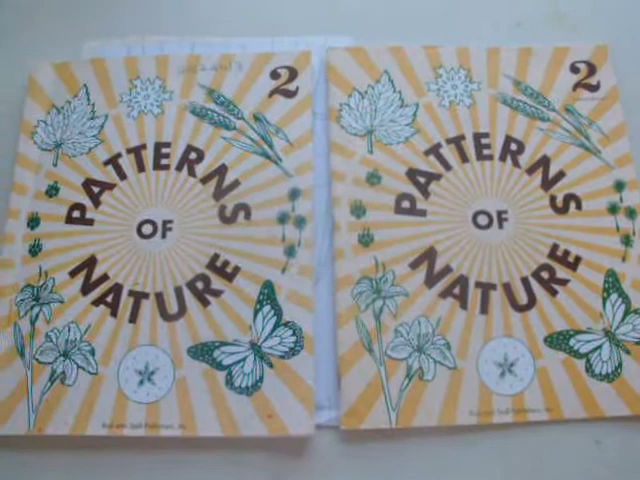 2
PATTERNS
OF
NATURE
2
PATTERNS
OF
NATURE